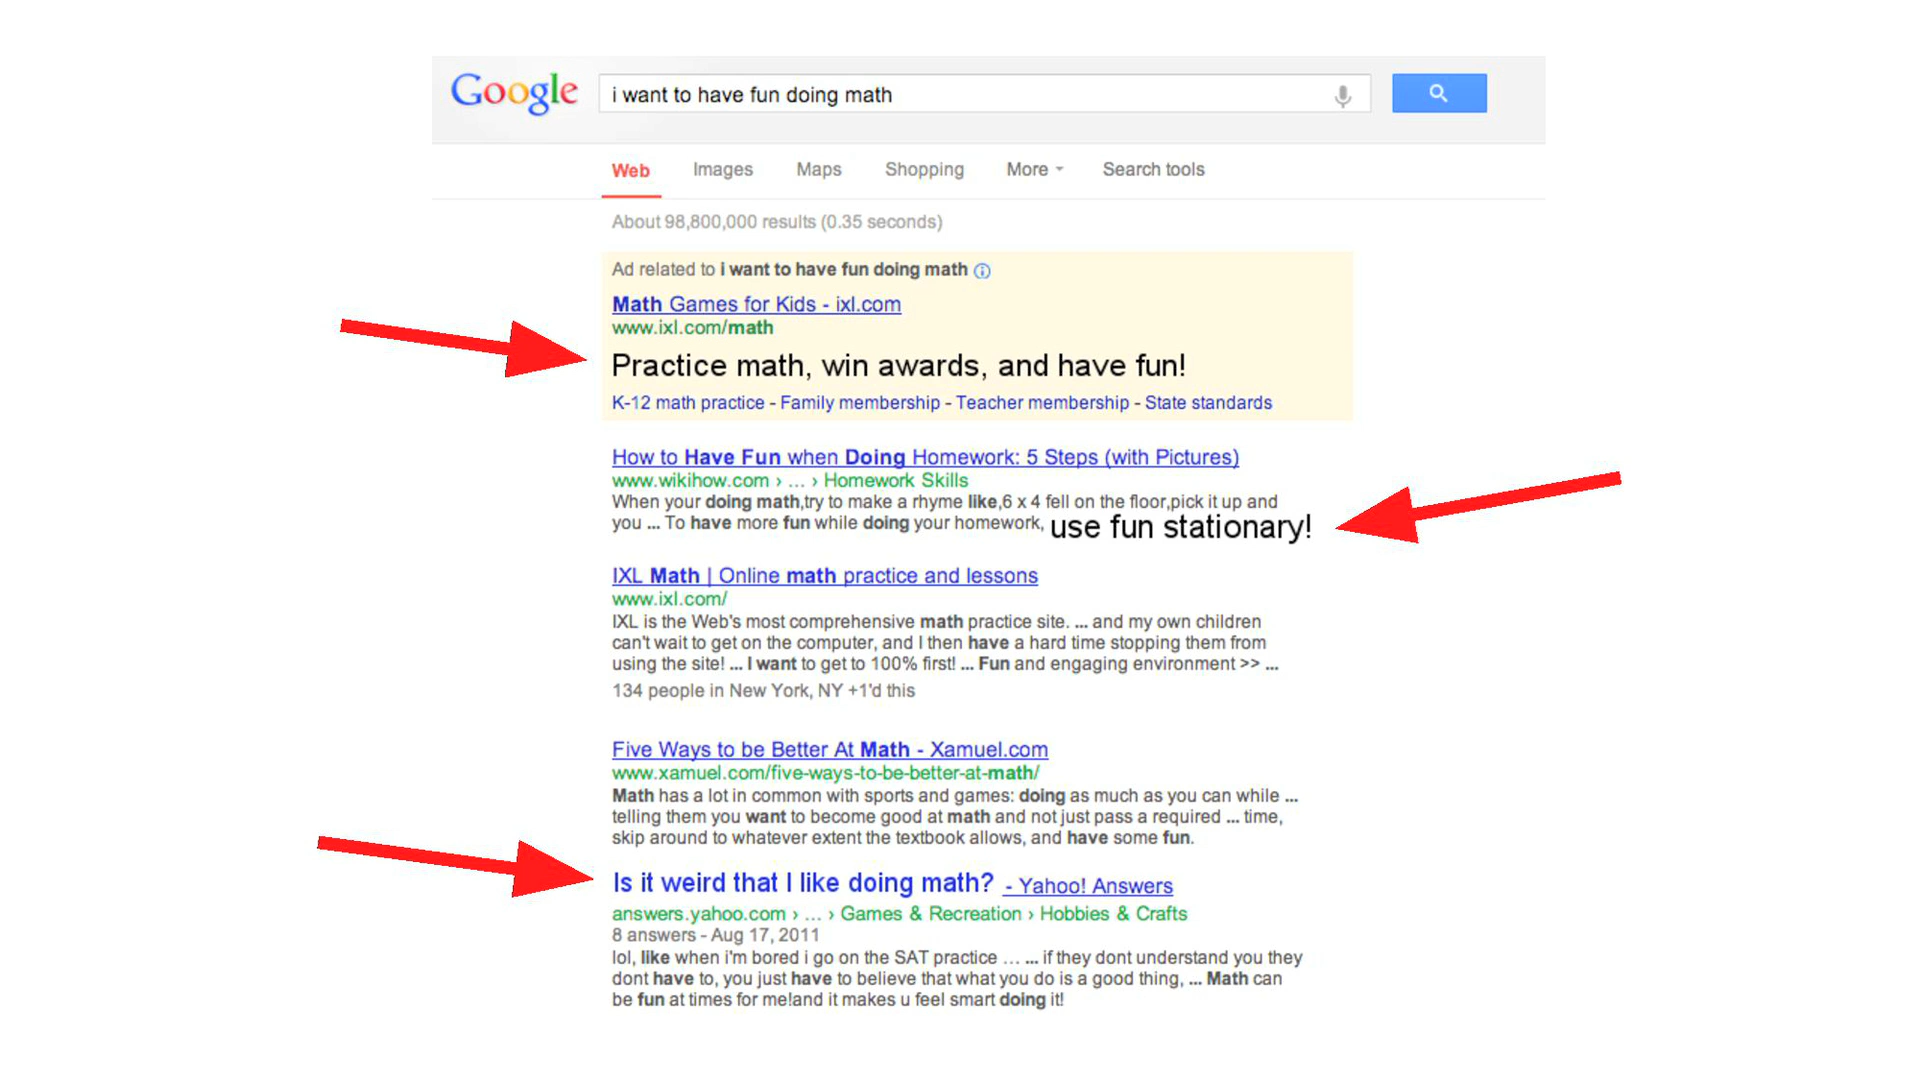 Google
i want to have fun doing math
Web Images Maps Shopping More Search tools
About 98,800,000 results (0.35 seconds)
Ad related to i want to have fun doing math
Math Games for Kids - ixl.com
www.ixl.com/math
Practice math, win awards, and have fun!
K-12 math practice - Family membership - Teacher membership - State standards
How to Have Fun when Doing Homework: 5 Steps (with Pictures)
www.wikihow.com › ... › Homework Skills
When your doing math,try to make a rhyme like,6 x 4 fell on the floor,pick it up and
you ... To have more fun while doing your homework, use fun stationary!
IXL Math | Online math practice and lessons
www.ixl.com/
IXL is the Web's most comprehensive math practice site. ... and my own children
can't wait to get on the computer, and I then have a hard time stopping them from
using the site! ... I want to get to 100% first! ... Fun and engaging environment >> ...
134 people in New York, NY +1'd this
Five Ways to be Better At Math - Xamuel.com
www.xamuel.com/five-ways-to-be-better-at-math/
Math has a lot in common with sports and games: doing as much as you can while ...
telling them you want to become good at math and not just pass a required ... time,
skip around to whatever extent the textbook allows, and have some fun.
Is it weird that I like doing math? - Yahoo! Answers
answers.yahoo.com › ... › Games & Recreation › Hobbies & Crafts
8 answers - Aug 17, 2011
lol, like when i'm bored i go on the SAT practice ... ... if they dont understand you they
dont have to, you just have to believe that what you do is a good thing, ... Math can
be fun at times for me!and it makes u feel smart doing it!